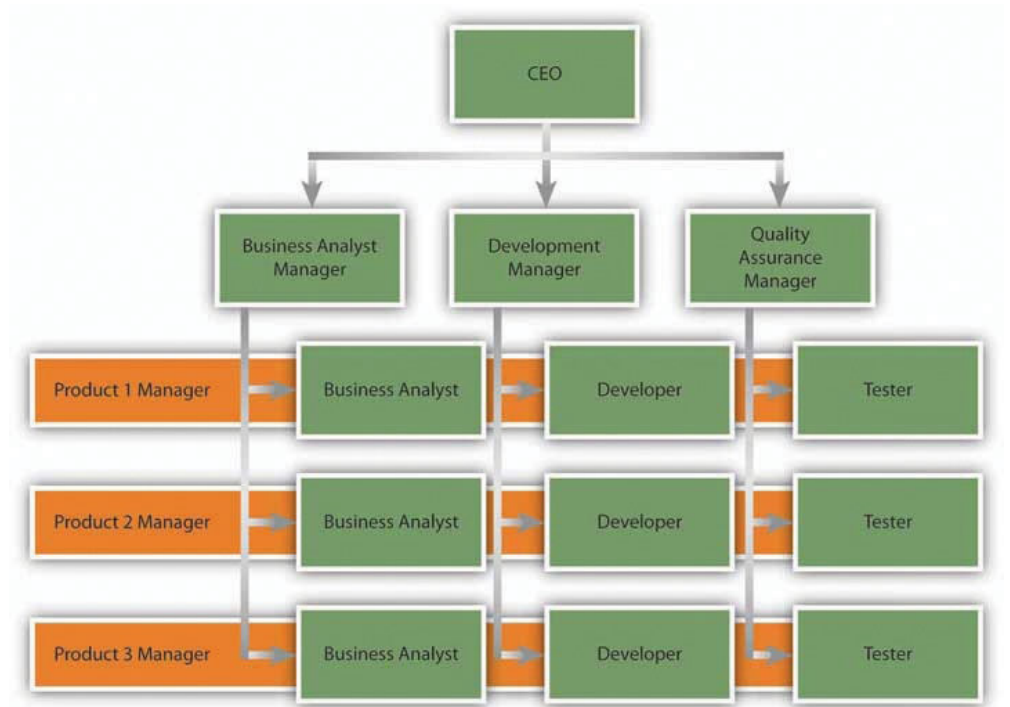 CEO
Business Analyst
Manager
Development
Manager
Quality
Assurance
Manager
Product 1 Manager
Business Analyst
Developer
Tester
Product 2 Manager
Business Analyst
Developer
Tester
Product 3 Manager
Business Analyst
Developer
Tester